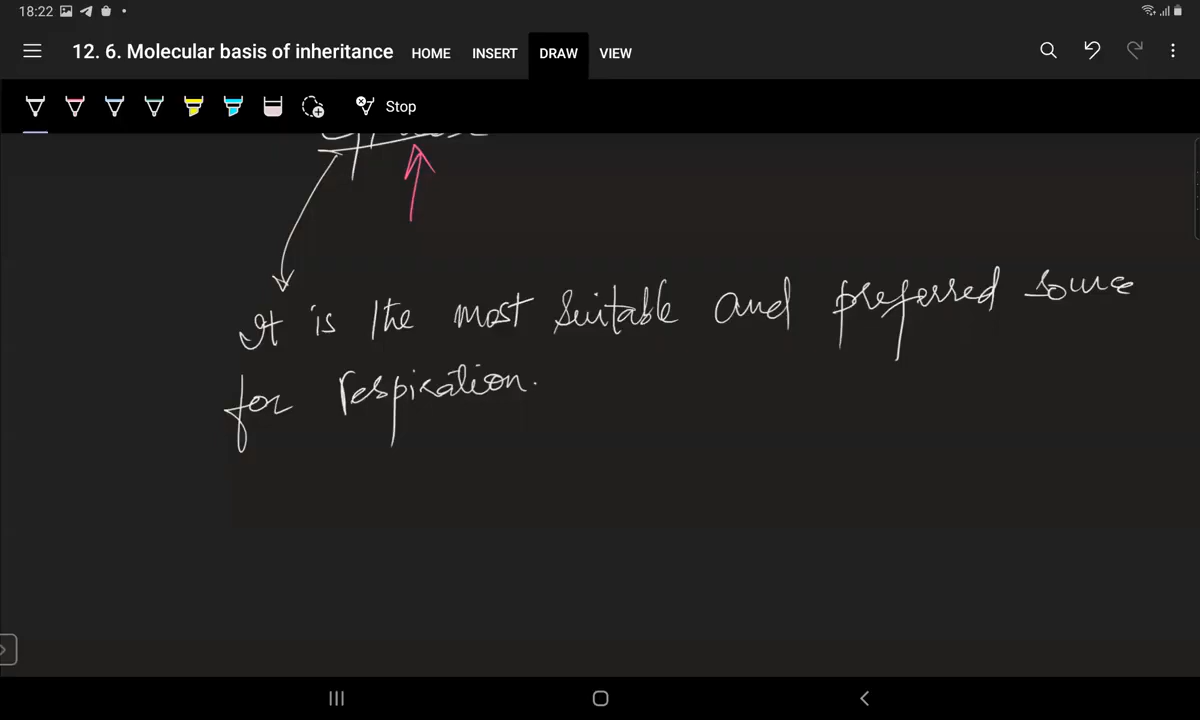 18:22
12. 6. Molecular basis of inheritance HOME INSERT DRAW VIEW
Stop
It is the most suitable and preferred source
for respiration.